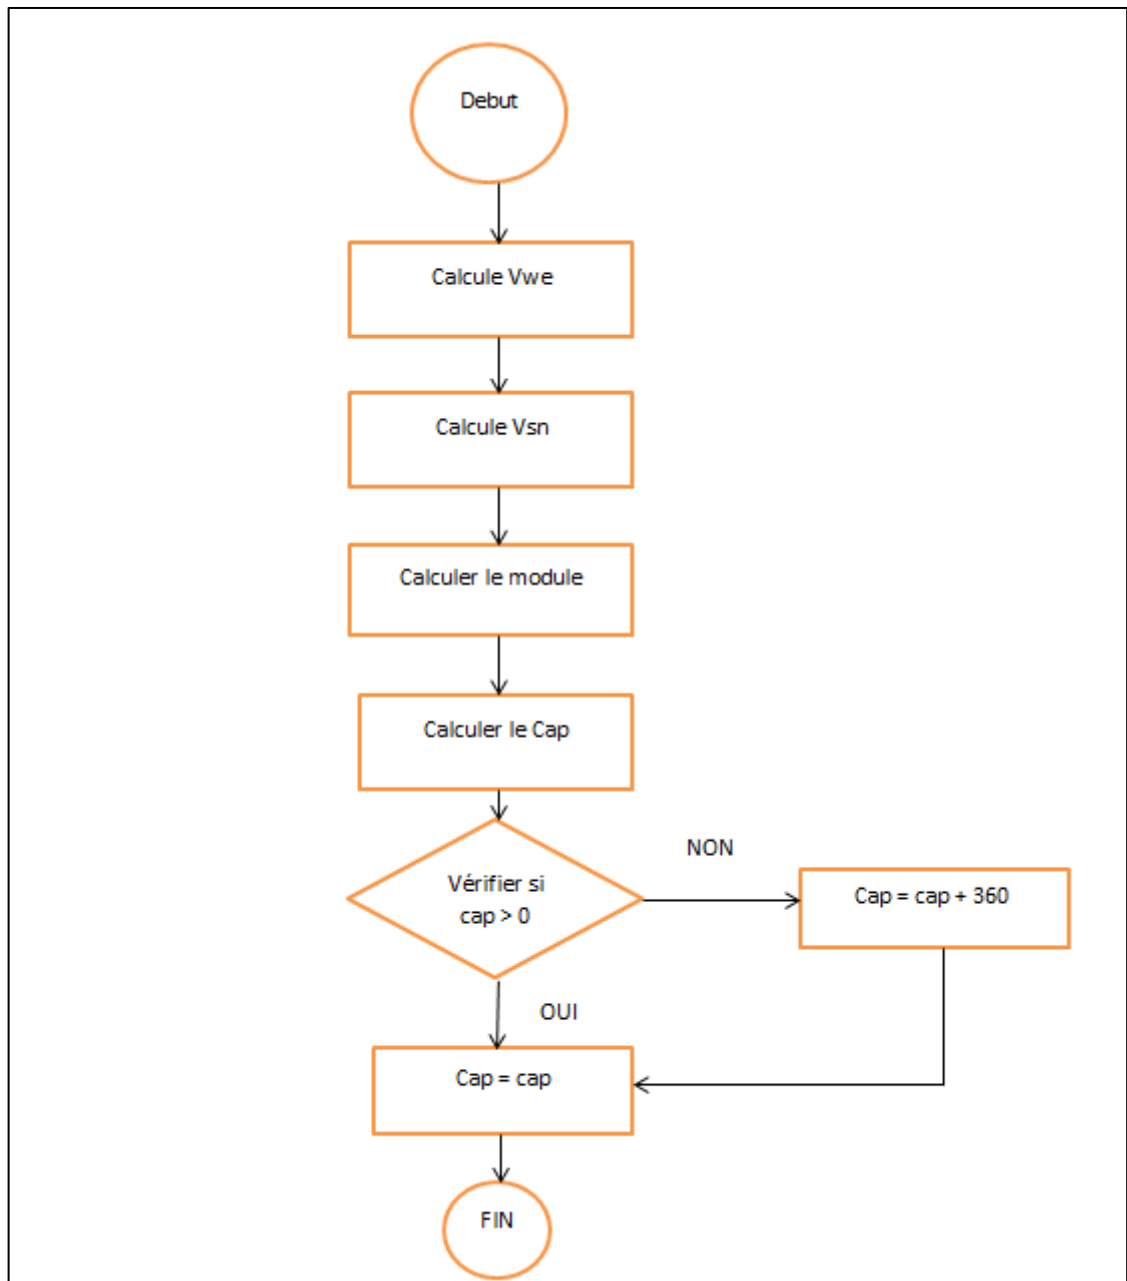 Debut
Calcule Vwe
Calcule Vsn
Calculer le module
Calculer le Cap
Vérifier si
cap > 0
NON
Cap = cap + 360
OUI
Cap = cap
FIN